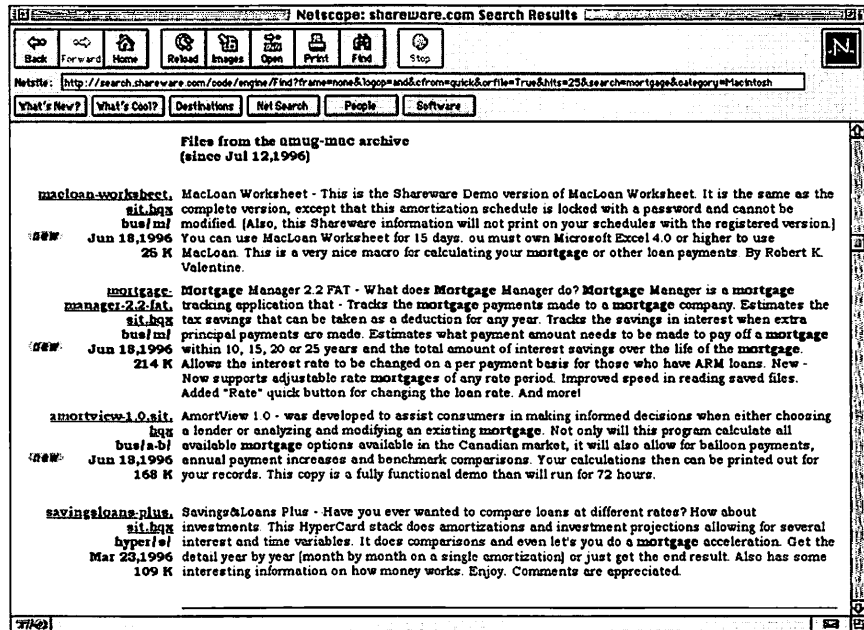 Netscape: shareware.com Search Results
Back Forward Home Reload Images Open Print Find Stop
N
Netsite: http://search.shareware.com/code/engine/Find?frame=none&logop=and&cfrom=quick&orfile=True&hits=25&search=mortgage&category=Macintosh
What's New? What's Cool? Destinations Net Search People Software
Files from the amug-mac archive
(since Jul 12,1996)
macloan-worksheet. MacLoan Worksheet - This is the Shareware Demo version of MacLoan Worksheet. It is the same as the
sit.hqx complete version, except that this amortization schedule is locked with a password and cannot be
bus/m/ modified. (Also, this Shareware information will not print on your schedules with the registered version.)
new Jun 18,1996 You can use MacLoan Worksheet for 15 days. ou must own Microsoft Excel 4.0 or higher to use
25 K MacLoan. This is a very nice macro for calculating your mortgage or other loan payments. By Robert K.
Valentine.
mortgage- Mortgage Manager 2.2 FAT - What does Mortgage Manager do? Mortgage Manager is a mortgage
manager-2.2-fat. tracking application that - Tracks the mortgage payments made to a mortgage company. Estimates the
sit.hqx tax savings that can be taken as a deduction for any year. Tracks the savings in interest when extra
bus/m/ principal payments are made. Estimates what payment amount needs to be made to pay off a mortgage
new Jun 18,1996 within 10, 15, 20 or 25 years and the total amount of interest savings over the life of the mortgage.
214 K Allows the interest rate to be changed on a per payment basis for those who have ARM loans. New -
Now supports adjustable rate mortgages of any rate period. Improved speed in reading saved files.
Added "Rate" quick button for changing the loan rate. And more!
amortview-1.0.sit. AmortView 1.0 - was developed to assist consumers in making informed decisions when either choosing
hqx a lender or analyzing and modifying an existing mortgage. Not only will this program calculate all
bus/a-b/ available mortgage options available in the Canadian market, it will also allow for balloon payments,
new Jun 18,1996 annual payment increases and benchmark comparisons. Your calculations then can be printed out for
168 K your records. This copy is a fully functional demo than will run for 72 hours.
savingsloans-plus. Savings&Loans Plus - Have you ever wanted to compare loans at different rates? How about
sit.hqx investments. This HyperCard stack does amortizations and investment projections allowing for several
hyper/s/ interest and time variables. It does comparisons and even let's you do a mortgage acceleration. Get the
Mar 23,1996 detail year by year (month by month on a single amortization) or just get the end result. Also has some
109 K interesting information on how money works. Enjoy. Comments are appreciated.